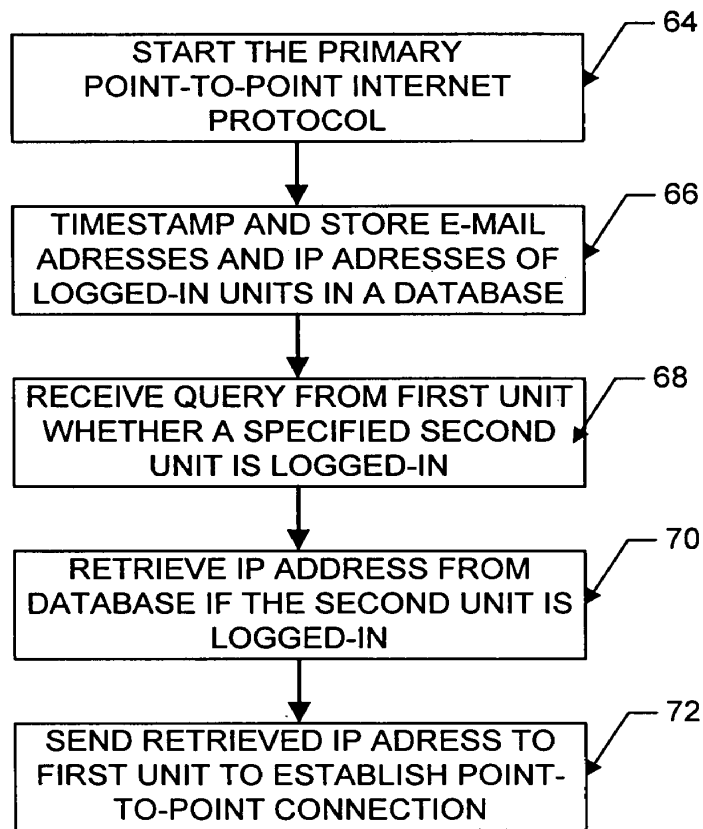 START THE PRIMARY
POINT-TO-POINT INTERNET
PROTOCOL
64
TIMESTAMP AND STORE E-MAIL
ADRESSES AND IP ADRESSES OF
LOGGED-IN UNITS IN A DATABASE
66
RECEIVE QUERY FROM FIRST UNIT
WHETHER A SPECIFIED SECOND
UNIT IS LOGGED-IN
68
RETRIEVE IP ADDRESS FROM
DATABASE IF THE SECOND UNIT IS
LOGGED-IN
70
SEND RETRIEVED IP ADRESS TO
FIRST UNIT TO ESTABLISH POINT-
TO-POINT CONNECTION
72